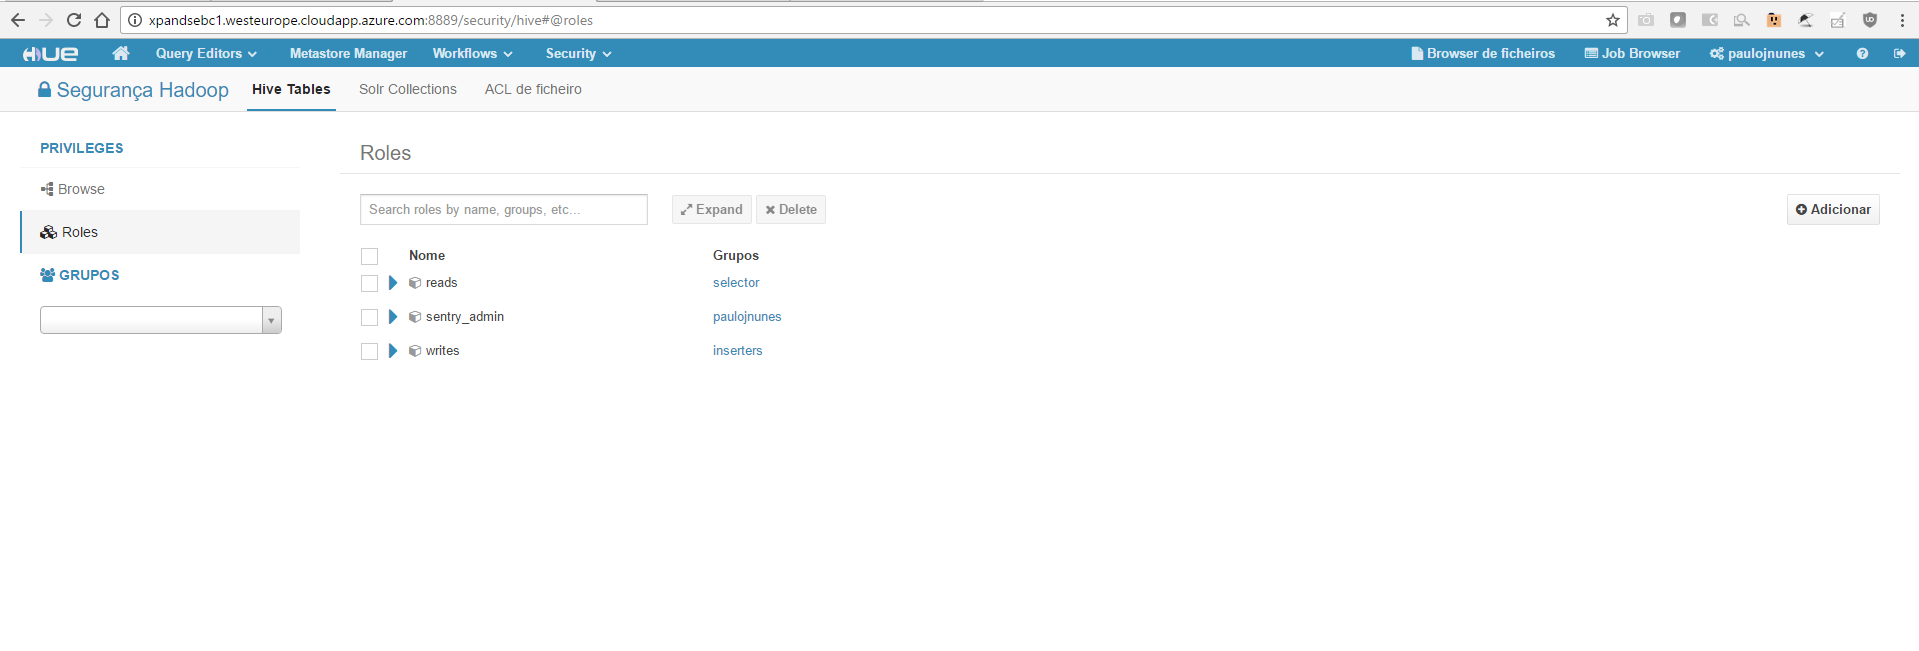 xpandsebc1.westeurope.cloudapp.azure.com:8889/security/hive#@roles
HUE Query Editors Metastore Manager Workflows Security Browser de ficheiros Job Browser paulojnunes
Segurança Hadoop Hive Tables Solr Collections ACL de ficheiro
PRIVILEGES
Browse
Roles
GRUPOS
Roles
Search roles by name, groups, etc... Expand Delete Adicionar
Nome Grupos
reads selector
sentry_admin paulojnunes
writes inserters